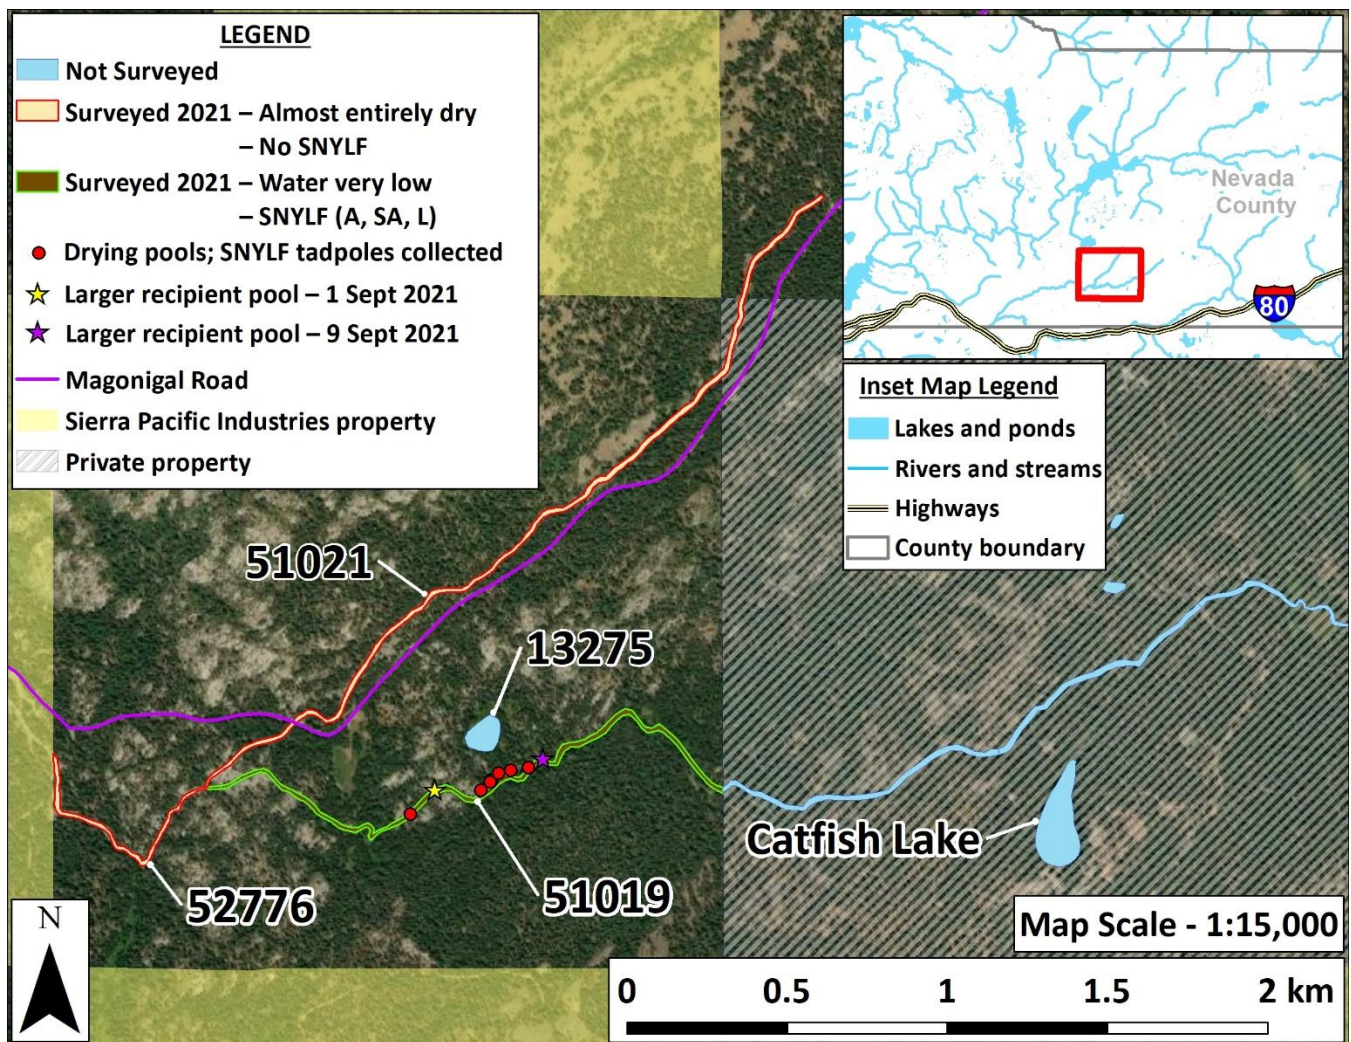 LEGEND
Not Surveyed
Surveyed 2021 – Almost entirely dry
– No SNYLF
Surveyed 2021 – Water very low
– SNYLF (A, SA, L)
Drying pools; SNYLF tadpoles collected
Larger recipient pool – 1 Sept 2021
Larger recipient pool – 9 Sept 2021
Magonigal Road
Sierra Pacific Industries property
Private property
Nevada
County
80
Inset Map Legend
Lakes and ponds
Rivers and streams
Highways
County boundary
51021
13275
Catfish Lake
52776
51019
N
Map Scale - 1:15,000
0 0.5 1 1.5 2 km